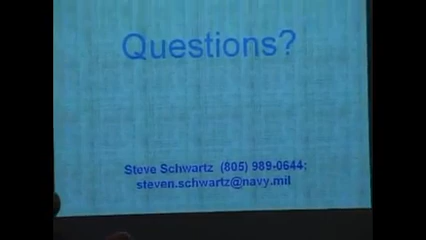 Questions?
Steve Schwartz (805) 989-0644;
steven.schwartz@navy.mil